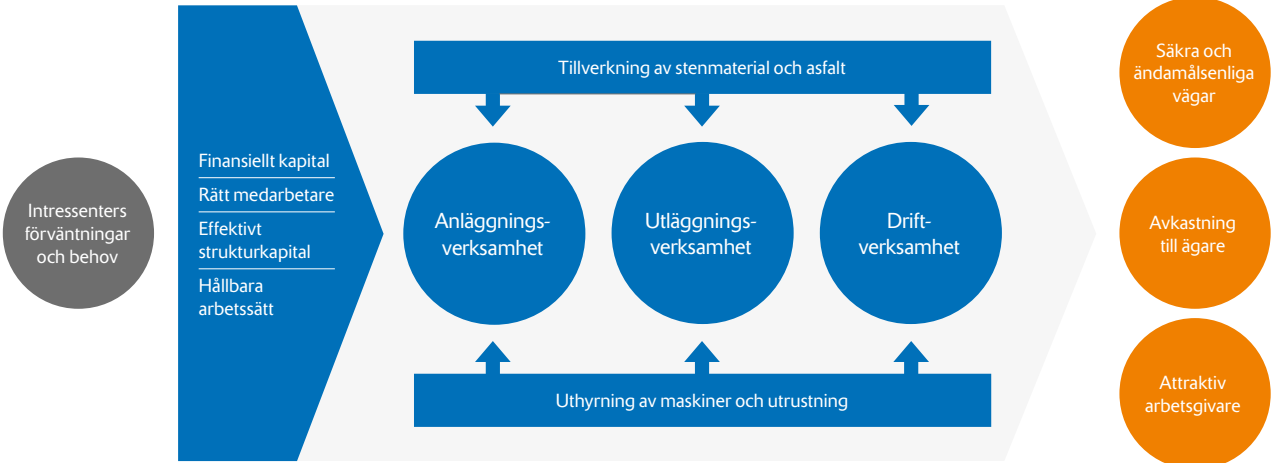 Intressenters
förväntningar
och behov
Finansiellt kapital
Rätt medarbetare
Effektivt
strukturkapital
Hållbara
arbetssätt
Tillverkning av stenmaterial och asfalt
Anläggnings-
verksamhet
Utläggnings-
verksamhet
Drift-
verksamhet
Uthyrning av maskiner och utrustning
Säkra och
ändamålsenliga
vägar
Avkastning
till ägare
Attraktiv
arbetsgivare